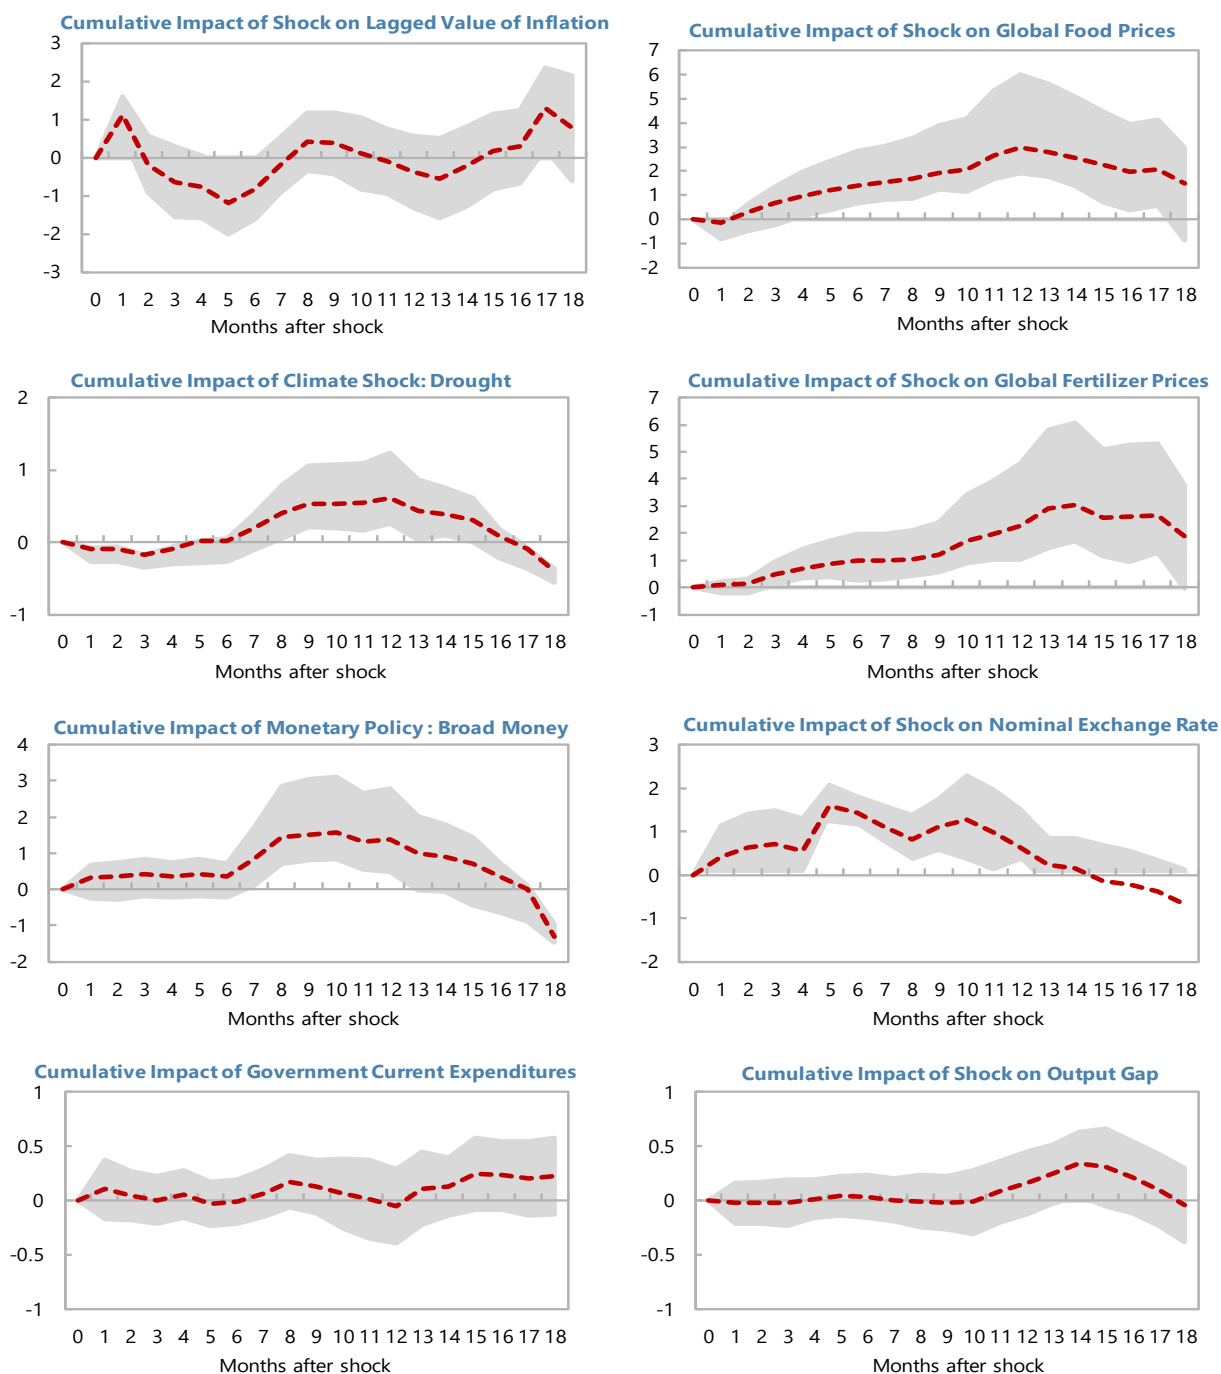 Cumulative Impact of Shock on Lagged Value of Inflation
3
2
1
0
-1
-2
-3
0 1 2 3 4 5 6 7 8 9 10 11 12 13 14 15 16 17 18
Months after shock
Cumulative Impact of Shock on Global Food Prices
7
6
5
4
3
2
1
0
-1
-2
0 1 2 3 4 5 6 7 8 9 10 11 12 13 14 15 16 17 18
Months after shock
Cumulative Impact of Climate Shock: Drought
2
1
0
-1
0 1 2 3 4 5 6 7 8 9 10 11 12 13 14 15 16 17 18
Months after shock
Cumulative Impact of Shock on Global Fertilizer Prices
7
6
5
4
3
2
1
0
-1
0 1 2 3 4 5 6 7 8 9 10 11 12 13 14 15 16 17 18
Months after shock
Cumulative Impact of Monetary Policy : Broad Money
4
3
2
1
0
-1
-2
0 1 2 3 4 5 6 7 8 9 10 11 12 13 14 15 16 17 18
Months after shock
Cumulative Impact of Shock on Nominal Exchange Rate
3
2
1
0
-1
-2
0 1 2 3 4 5 6 7 8 9 10 11 12 13 14 15 16 17 18
Months after shock
Cumulative Impact of Government Current Expenditures
1
0.5
0
-0.5
-1
0 1 2 3 4 5 6 7 8 9 10 11 12 13 14 15 16 17 18
Months after shock
Cumulative Impact of Shock on Output Gap
1
0.5
0
-0.5
-1
0 1 2 3 4 5 6 7 8 9 10 11 12 13 14 15 16 17 18
Months after shock